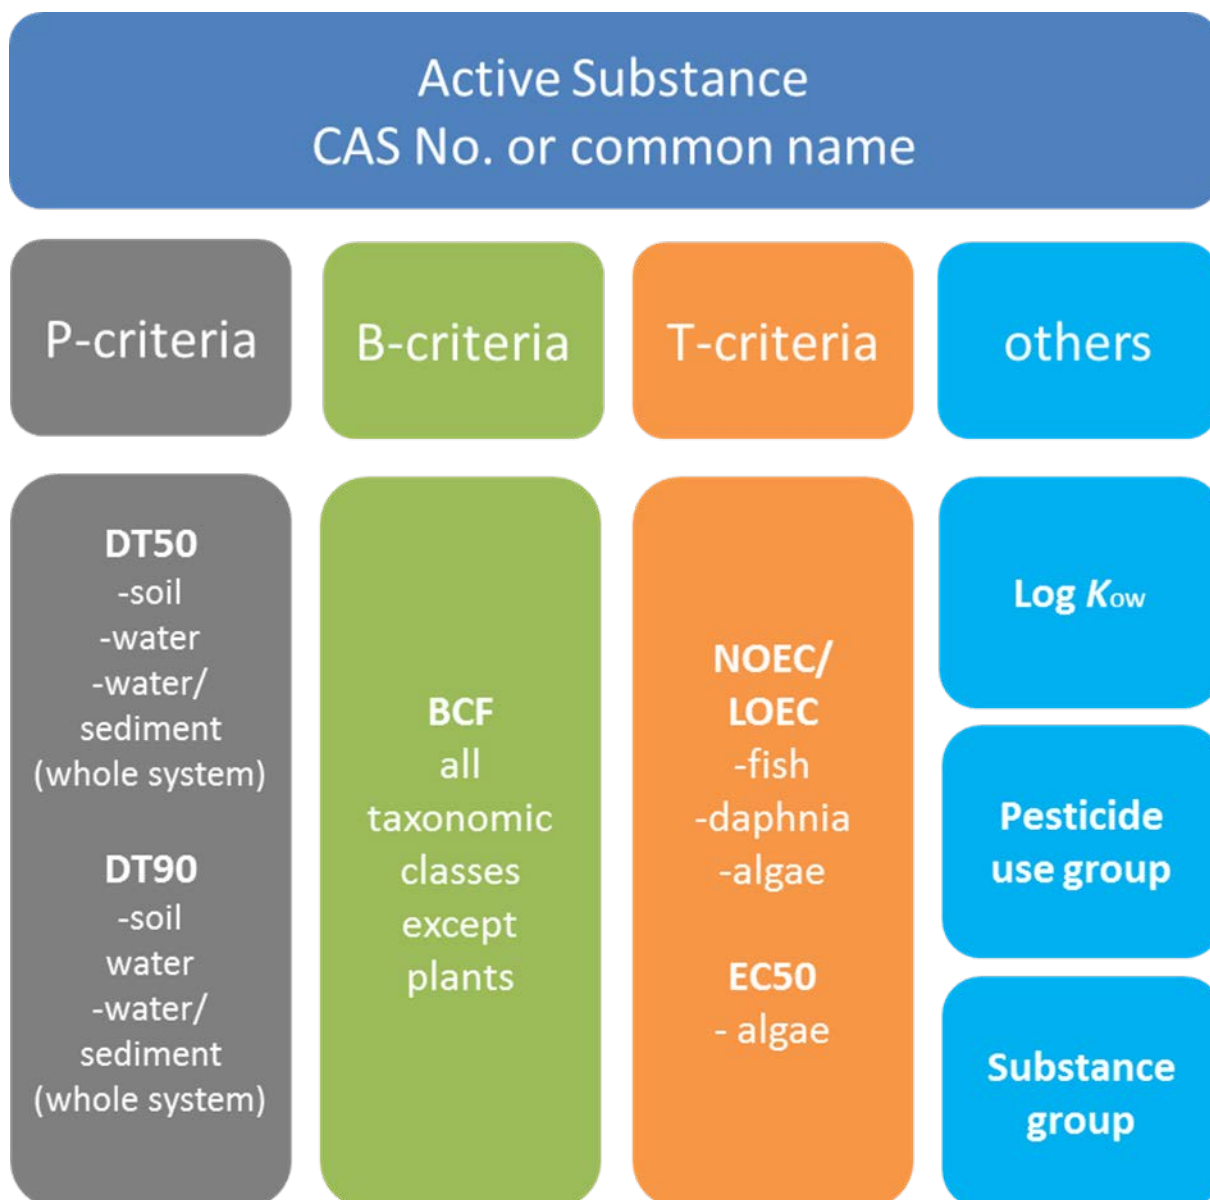 Active Substance
CAS No. or common name
P-criteria
B-criteria
T-criteria
others
DT50
-soil
-water
-water/
sediment
(whole system)
DT90
-soil
water
-water/
sediment
(whole system)
BCF
all
taxonomic
classes
except
plants
NOEC/
LOEC
-fish
-daphnia
-algae
EC50
- algae
Log Kow
Pesticide
use group
Substance
group